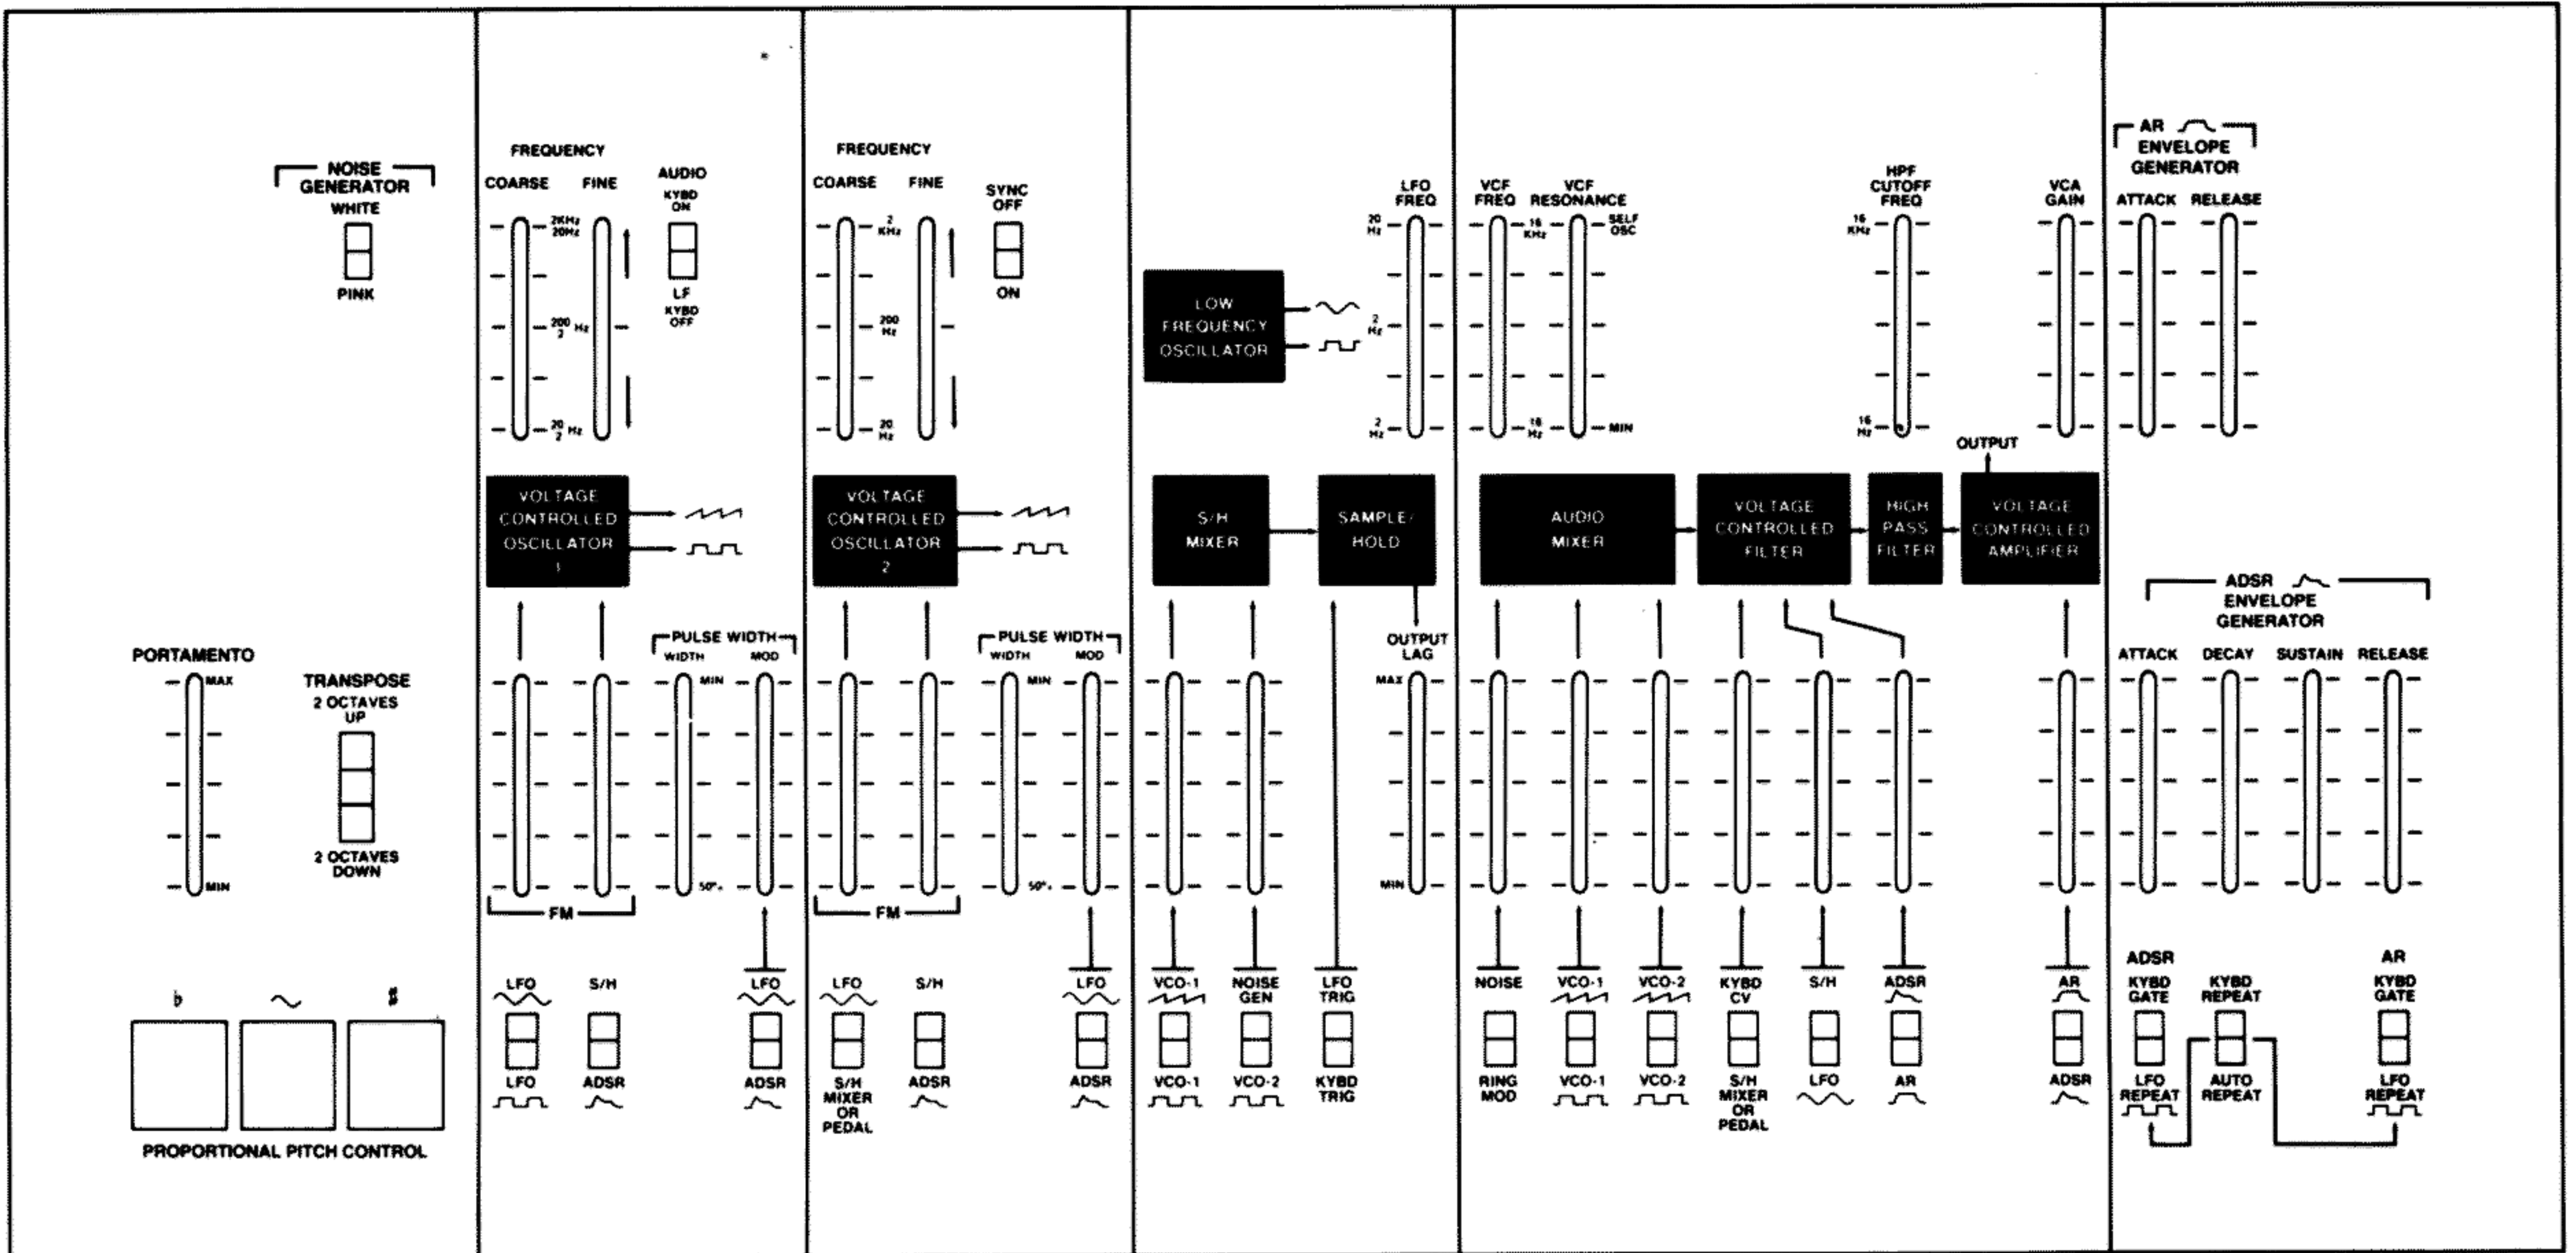 NOISE
GENERATOR
WHITE
PINK
PORTAMENTO
MAX
MIN
TRANSPOSE
2 OCTAVES
UP
2 OCTAVES
DOWN
♭
♯
PROPORTIONAL PITCH CONTROL
FREQUENCY
COARSE
FINE
2KHz
20Hz
200
2
Hz
20
2
Hz
AUDIO
KYBD
ON
LF
KYBD
OFF
VOLTAGE
CONTROLLED
OSCILLATOR
1
PULSE WIDTH
WIDTH
MOD
MIN
50%
FM
LFO
LFO
S/H
ADSR
LFO
ADSR
FREQUENCY
COARSE
FINE
2
KHz
200
Hz
20
Hz
SYNC
OFF
ON
VOLTAGE
CONTROLLED
OSCILLATOR
2
PULSE WIDTH
WIDTH
MOD
MIN
50%
FM
LFO
S/H
MIXER
OR
PEDAL
S/H
ADSR
LFO
ADSR
LOW
FREQUENCY
OSCILLATOR
LFO
FREQ
20
Hz
2
Hz
2
Hz
S/H
MIXER
SAMPLE/
HOLD
OUTPUT
LAG
MAX
MIN
VCO-1
VCO-1
NOISE
GEN
VCO-2
LFO
TRIG
KYBD
TRIG
VCF
FREQ
16
KHz
16
Hz
VCF
RESONANCE
SELF
OSC
MIN
HPF
CUTOFF
FREQ
16
KHz
16
Hz
VCA
GAIN
OUTPUT
AUDIO
MIXER
VOLTAGE
CONTROLLED
FILTER
HIGH
PASS
FILTER
VOLTAGE
CONTROLLED
AMPLIFIER
NOISE
RING
MOD
VCO-1
VCO-1
VCO-2
VCO-2
KYBD
CV
S/H
MIXER
OR
PEDAL
S/H
LFO
ADSR
AR
AR
ADSR
AR
ENVELOPE
GENERATOR
ATTACK
RELEASE
ADSR
ENVELOPE
GENERATOR
ATTACK
DECAY
SUSTAIN
RELEASE
ADSR
KYBD
GATE
LFO
REPEAT
KYBD
REPEAT
AUTO
REPEAT
AR
KYBD
GATE
LFO
REPEAT